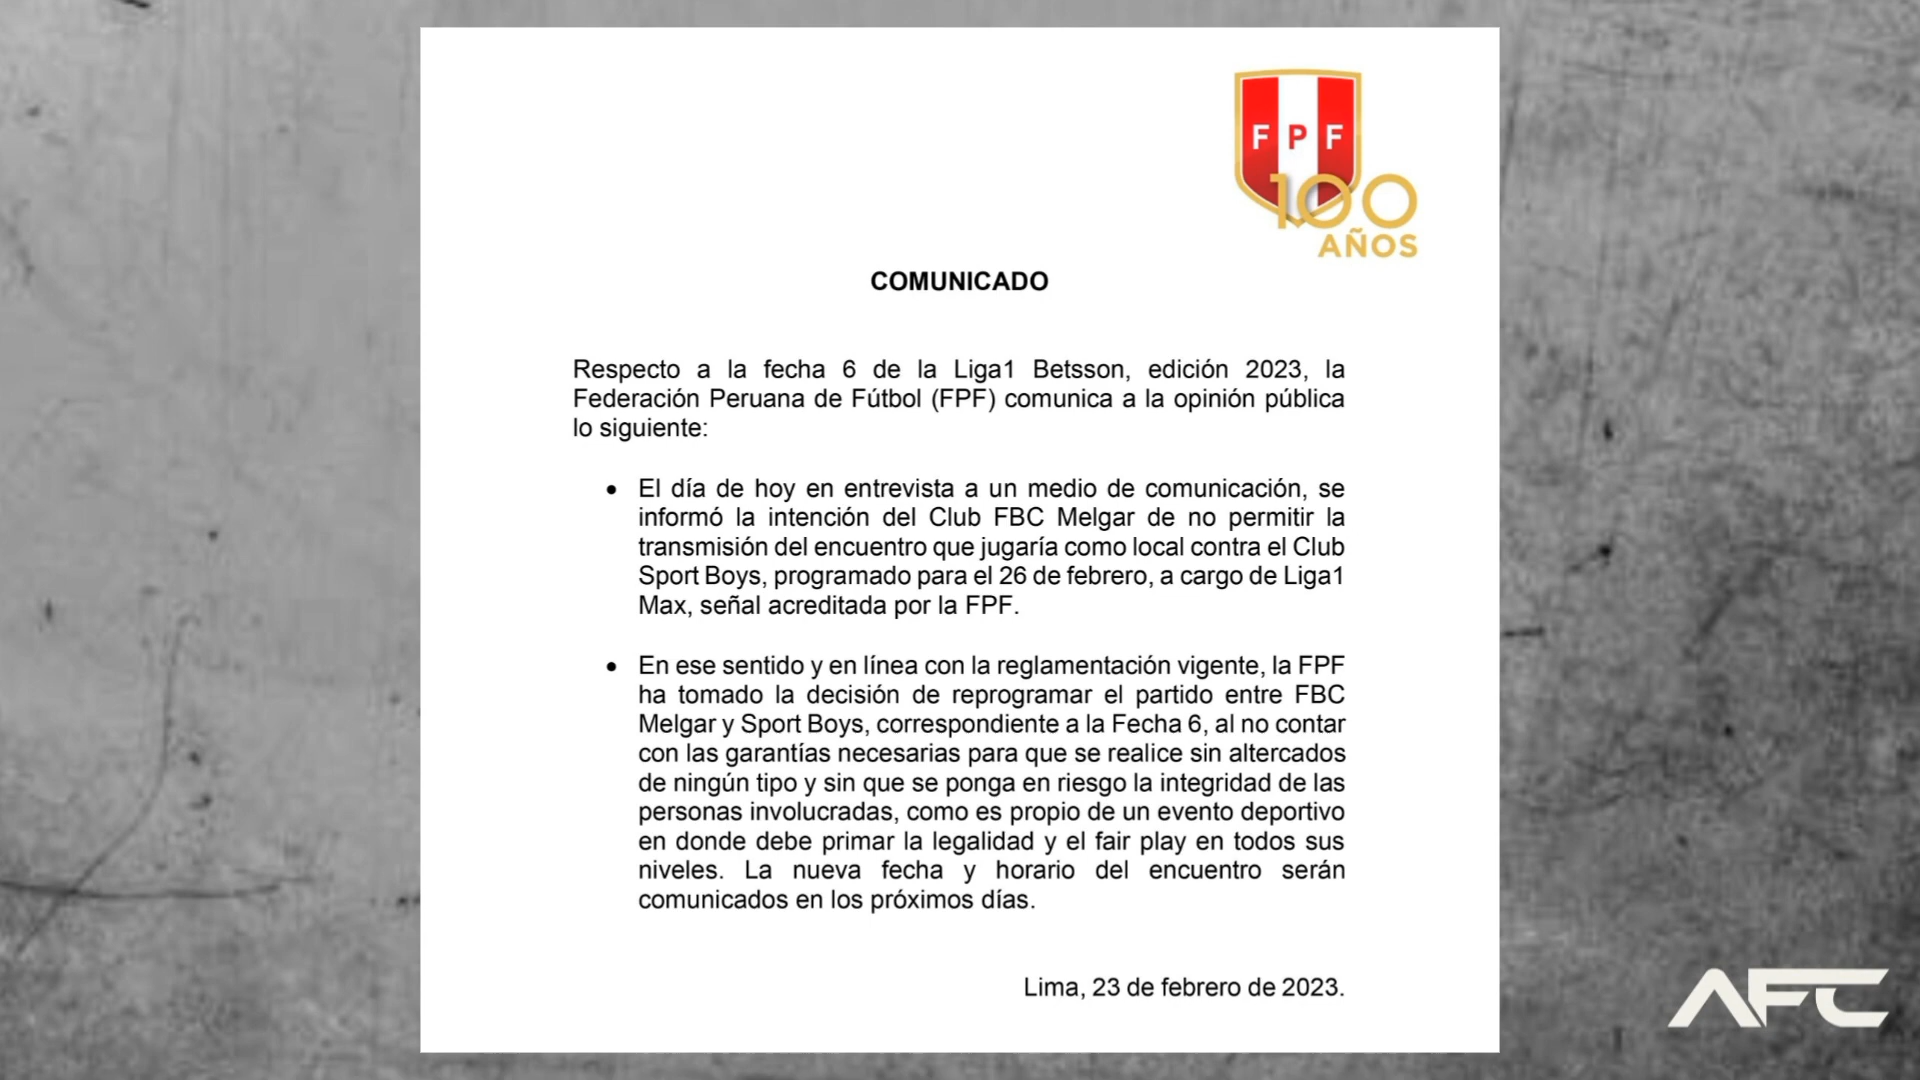 FPF
100
AÑOS
COMUNICADO
Respecto a la fecha 6 de la Liga1 Betsson, edición 2023, la
Federación Peruana de Fútbol (FPF) comunica a la opinión pública
lo siguiente:
• El día de hoy en entrevista a un medio de comunicación, se
informó la intención del Club FBC Melgar de no permitir la
transmisión del encuentro que jugaría como local contra el Club
Sport Boys, programado para el 26 de febrero, a cargo de Liga1
Max, señal acreditada por la FPF.
• En ese sentido y en línea con la reglamentación vigente, la FPF
ha tomado la decisión de reprogramar el partido entre FBC
Melgar y Sport Boys, correspondiente a la Fecha 6, al no contar
con las garantías necesarias para que se realice sin altercados
de ningún tipo y sin que se ponga en riesgo la integridad de las
personas involucradas, como es propio de un evento deportivo
en donde debe primar la legalidad y el fair play en todos sus
niveles. La nueva fecha y horario del encuentro serán
comunicados en los próximos días.
Lima, 23 de febrero de 2023.
AFC